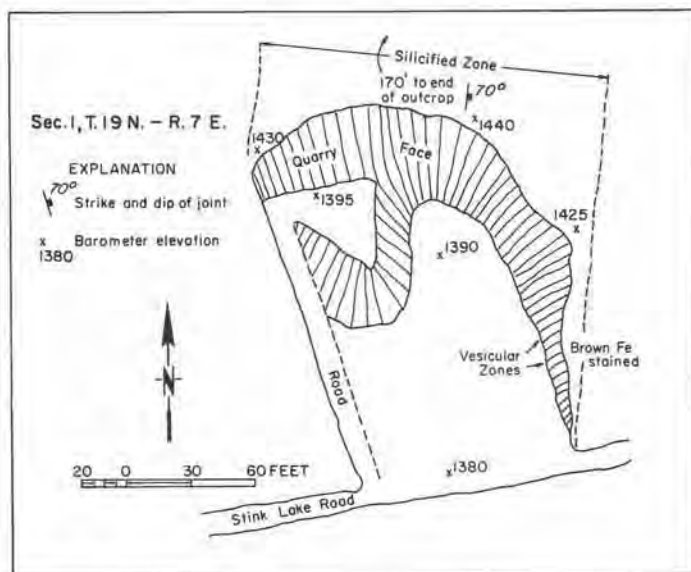 Silicified Zone
170' to end
of outcrop
70°
1440
Sec. 1, T. 19 N. – R. 7 E.
1430
Quarry
Face
EXPLANATION
70°
Strike and dip of joint
1395
1425
x Barometer elevation
1380
1390
N
Vesicular
Zones
Brown Fe
stained
Road
20 0 30 60 FEET
1380
Stink Lake Road